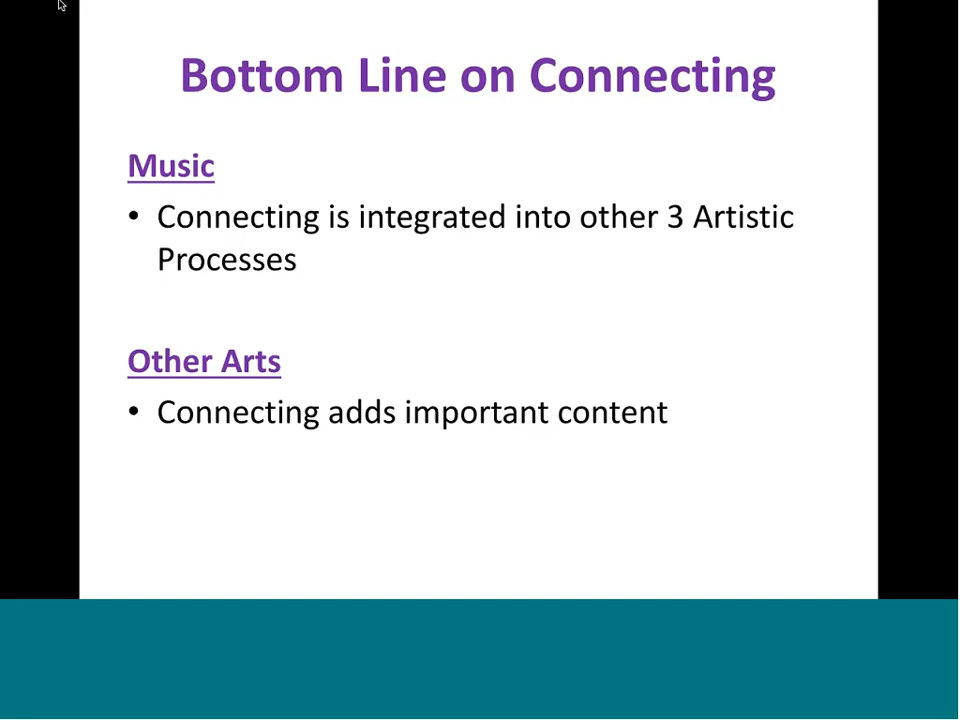 Bottom Line on Connecting
Music
• Connecting is integrated into other 3 Artistic
Processes
Other Arts
• Connecting adds important content